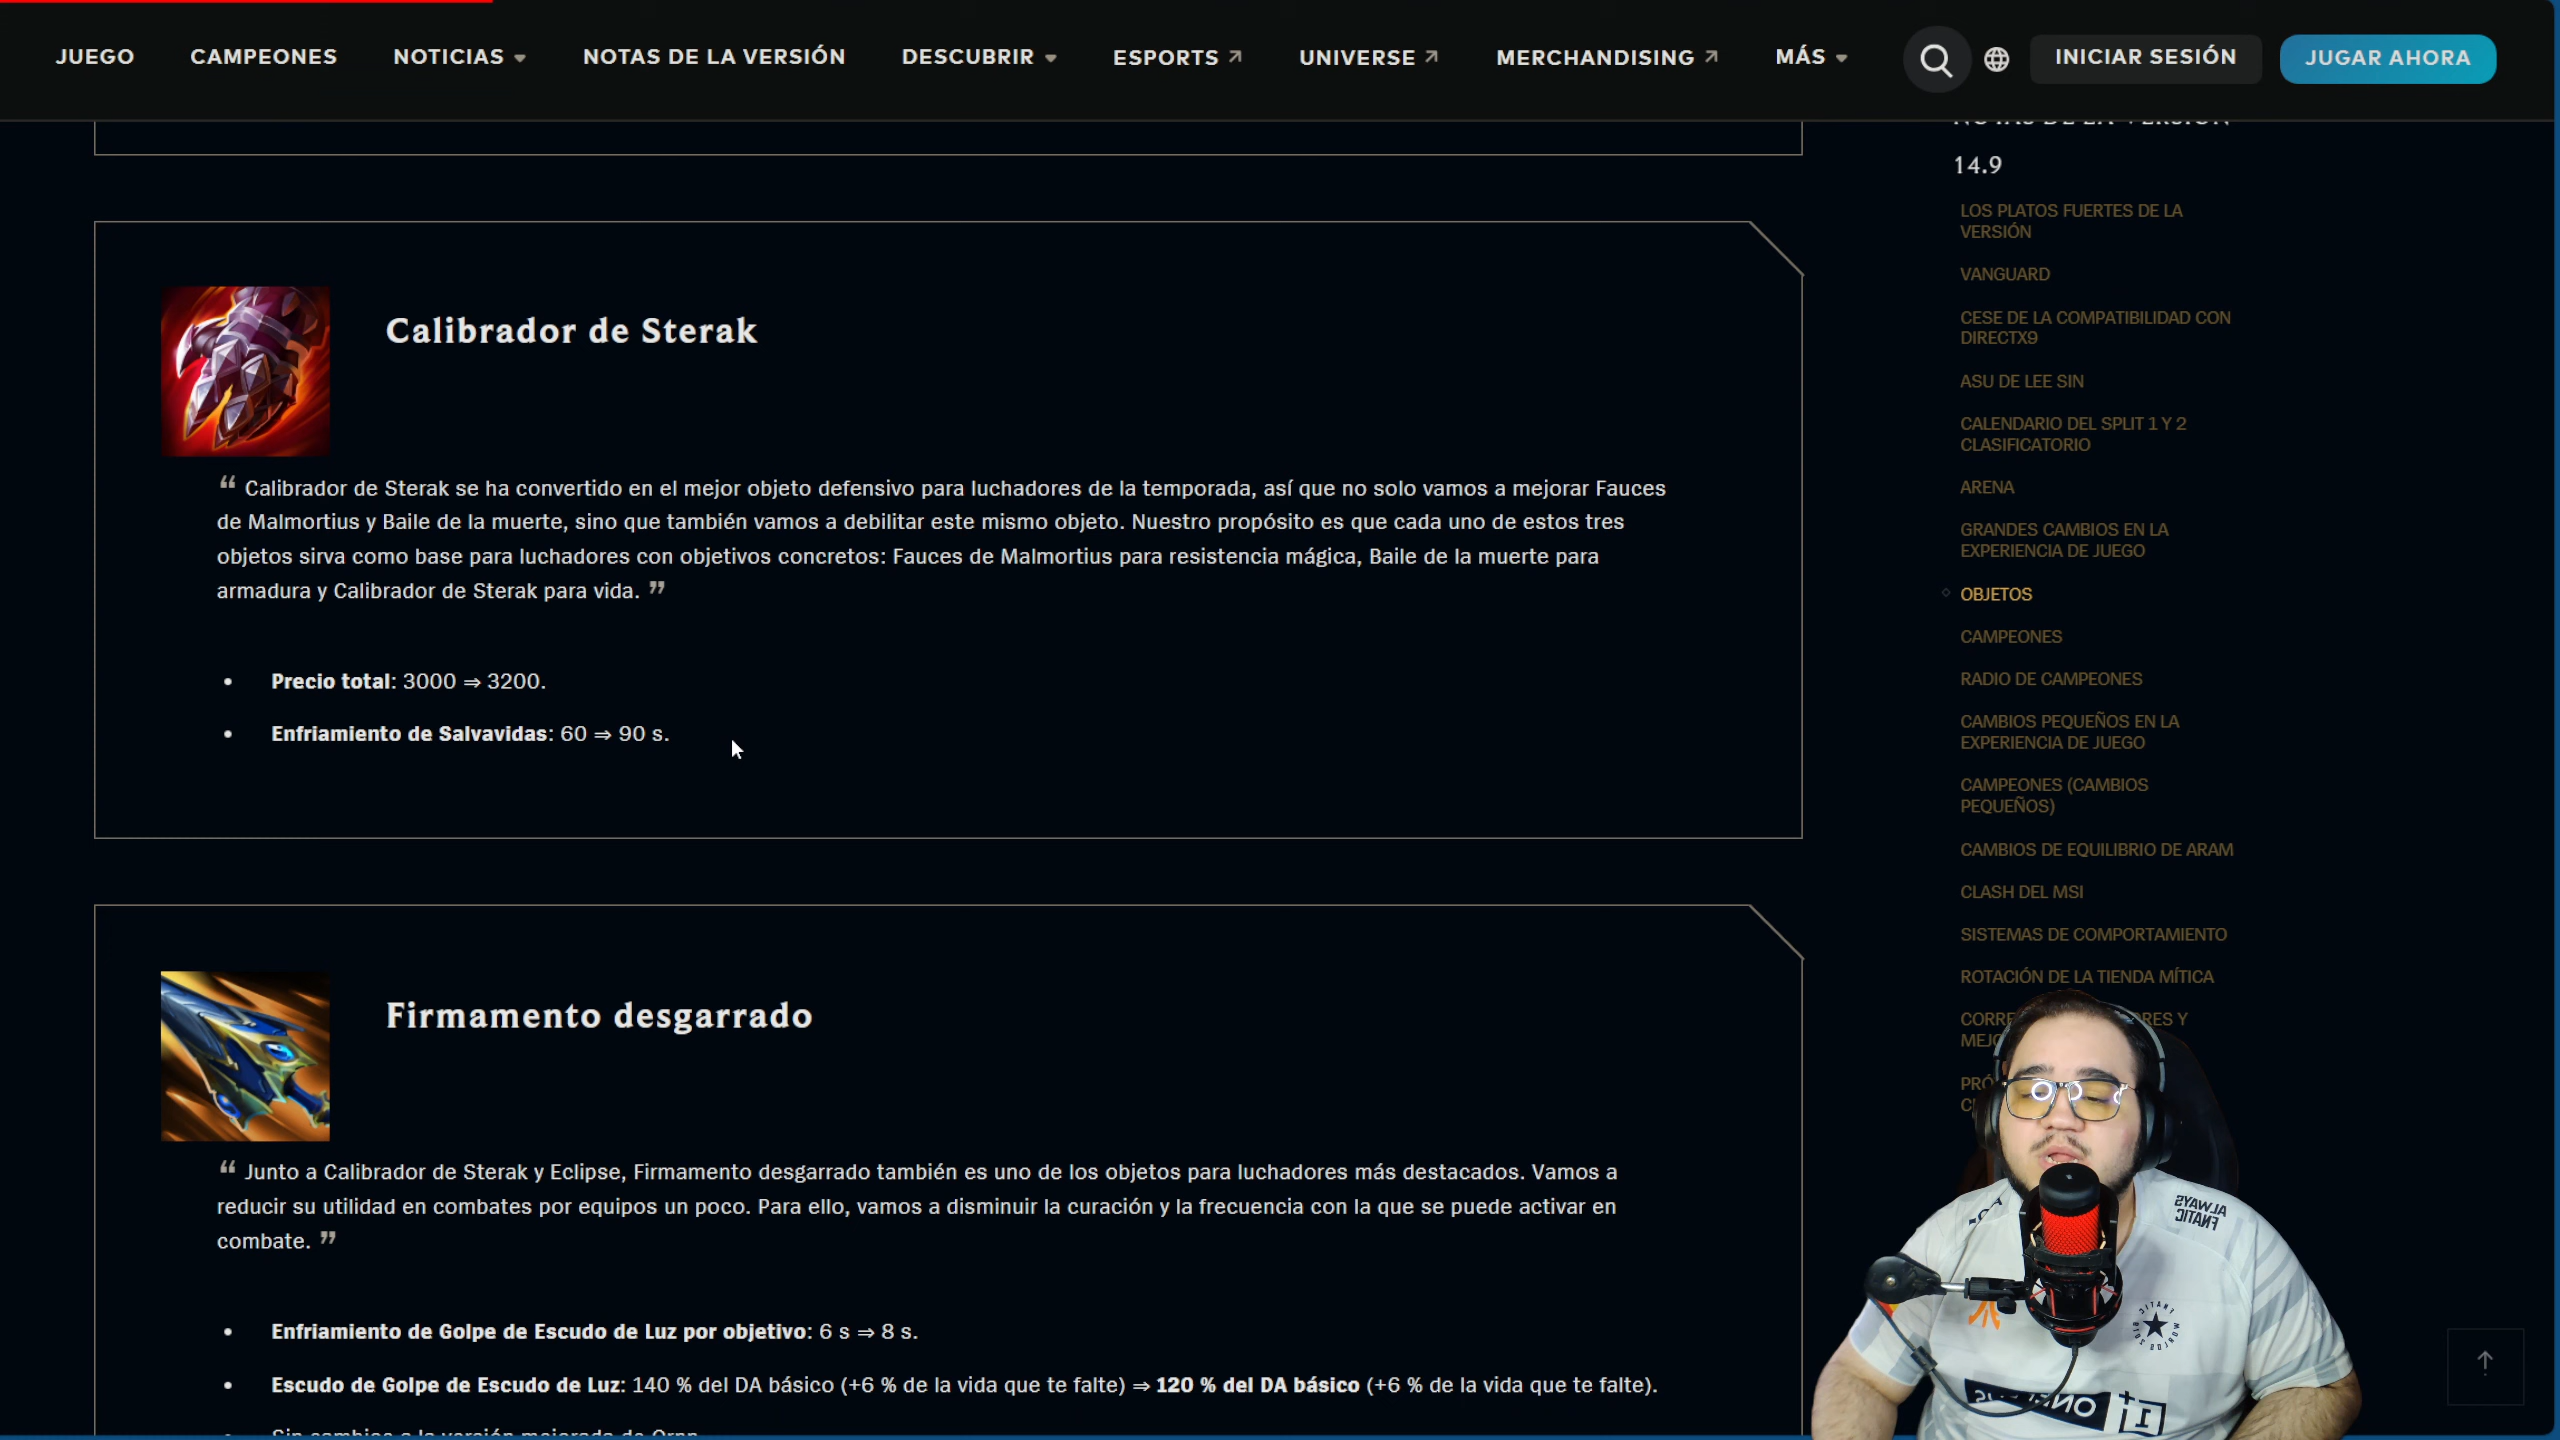 JUEGO CAMPEONES NOTICIAS NOTAS DE LA VERSIÓN DESCUBRIR ESPORTS UNIVERSE MERCHANDISING MÁS INICIAR SESIÓN JUGAR AHORA
NOTAS DE LA VERSIÓN
14.9
LOS PLATOS FUERTES DE LA
VERSIÓN
VANGUARD
CESE DE LA COMPATIBILIDAD CON
DIRECTX9
ASU DE LEE SIN
CALENDARIO DEL SPLIT 1 Y 2
CLASIFICATORIO
ARENA
GRANDES CAMBIOS EN LA
EXPERIENCIA DE JUEGO
OBJETOS
CAMPEONES
RADIO DE CAMPEONES
CAMBIOS PEQUEÑOS EN LA
EXPERIENCIA DE JUEGO
CAMPEONES (CAMBIOS
PEQUEÑOS)
CAMBIOS DE EQUILIBRIO DE ARAM
CLASH DEL MSI
SISTEMAS DE COMPORTAMIENTO
ROTACIÓN DE LA TIENDA MÍTICA
Calibrador de Sterak
“ Calibrador de Sterak se ha convertido en el mejor objeto defensivo para luchadores de la temporada, así que no solo vamos a mejorar Fauces
de Malmortius y Baile de la muerte, sino que también vamos a debilitar este mismo objeto. Nuestro propósito es que cada uno de estos tres
objetos sirva como base para luchadores con objetivos concretos: Fauces de Malmortius para resistencia mágica, Baile de la muerte para
armadura y Calibrador de Sterak para vida. ”
• Precio total: 3000 ⇒ 3200.
• Enfriamiento de Salvavidas: 60 ⇒ 90 s.
Firmamento desgarrado
“ Junto a Calibrador de Sterak y Eclipse, Firmamento desgarrado también es uno de los objetos para luchadores más destacados. Vamos a
reducir su utilidad en combates por equipos un poco. Para ello, vamos a disminuir la curación y la frecuencia con la que se puede activar en
combate. ”
• Enfriamiento de Golpe de Escudo de Luz por objetivo: 6 s ⇒ 8 s.
• Escudo de Golpe de Escudo de Luz: 140 % del DA básico (+6 % de la vida que te falte) ⇒ 120 % del DA básico (+6 % de la vida que te falte).
• Sin cambios a la versión mejorada de Ornn.
ALWAYS
FNATIC